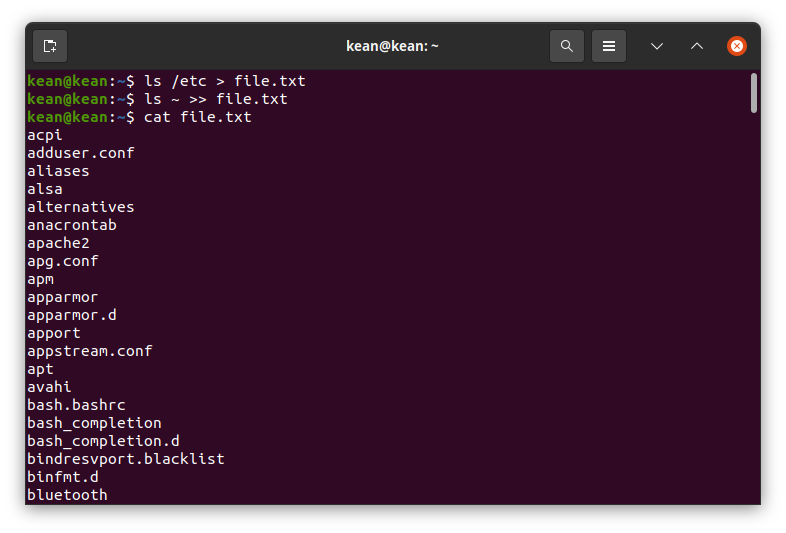 kean@kean: ~
kean@kean:~$ ls /etc > file.txt
kean@kean:~$ ls ~ >> file.txt
kean@kean:~$ cat file.txt
acpi
adduser.conf
aliases
alsa
alternatives
anacrontab
apache2
apg.conf
apm
apparmor
apparmor.d
apport
appstream.conf
apt
avahi
bash.bashrc
bash_completion
bash_completion.d
bindresvport.blacklist
binfmt.d
bluetooth